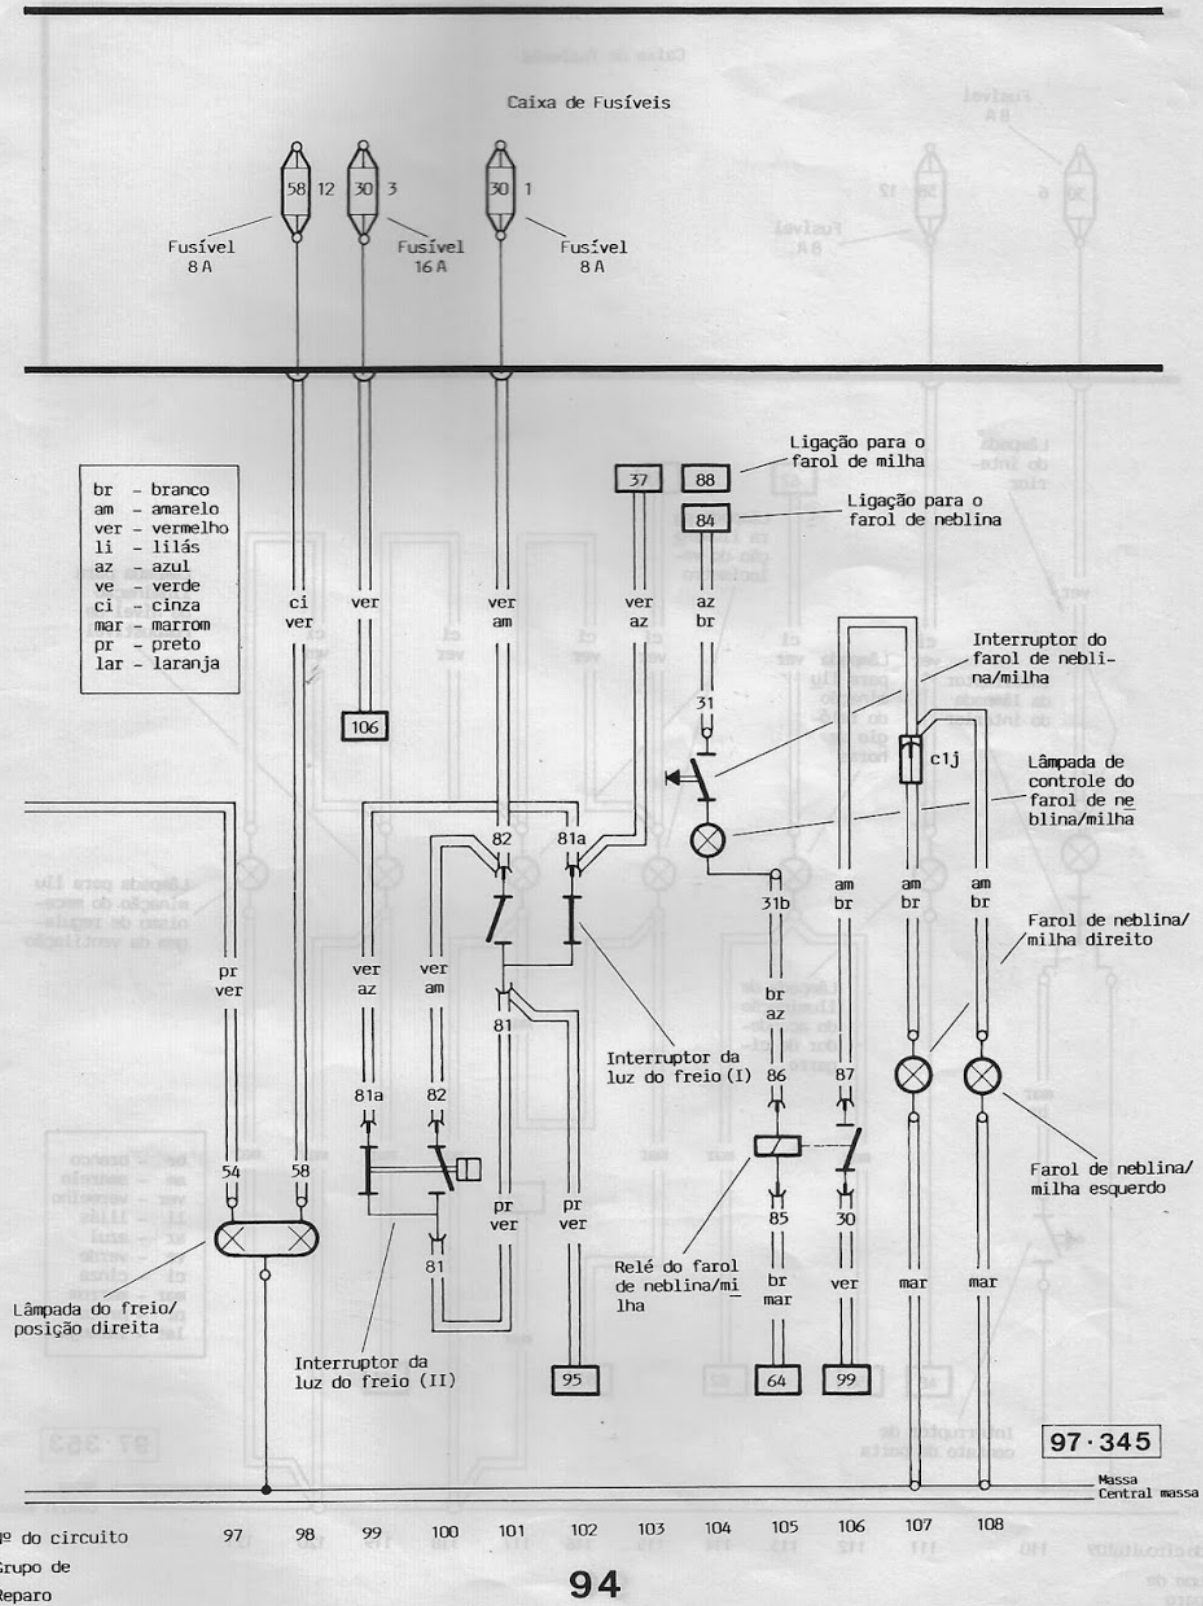 Caixa de Fusíveis
58 12
30 3
30 1
Fusível
8 A
Fusível
16 A
Fusível
8 A
br - branco
am - amarelo
ver - vermelho
li - lilás
az - azul
ve - verde
ci - cinza
mar - marrom
pr - preto
lar - laranja
Ligação para o
farol de milha
37
88
Ligação para o
farol de neblina
84
ci
ver
ver
ver
am
ver
az
az
br
Interruptor do
farol de nebli-
na/milha
31
106
c1j
Lâmpada de
controle do
farol de ne
blina/milha
82
81a
31b
am
br
am
br
am
br
Farol de neblina/
milha direito
pr
ver
ver
az
ver
am
br
az
81
Interruptor da
luz do freio (I)
86
87
81a
82
54
58
Farol de neblina/
milha esquerdo
pr
ver
pr
ver
85
30
81
Relé do farol
de neblina/mi
lha
br
mar
ver
mar
mar
Lâmpada do freio/
posição direita
Interruptor da
luz do freio (II)
95
64
99
97·345
Massa
Central massa
Nº do circuito
97 98 99 100 101 102 103 104 105 106 107 108
Grupo de
Reparo
94